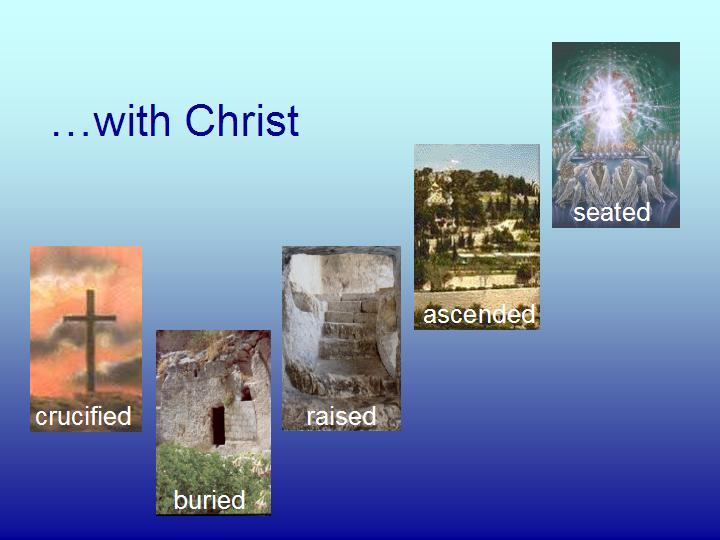 …with Christ
crucified
buried
raised
ascended
seated